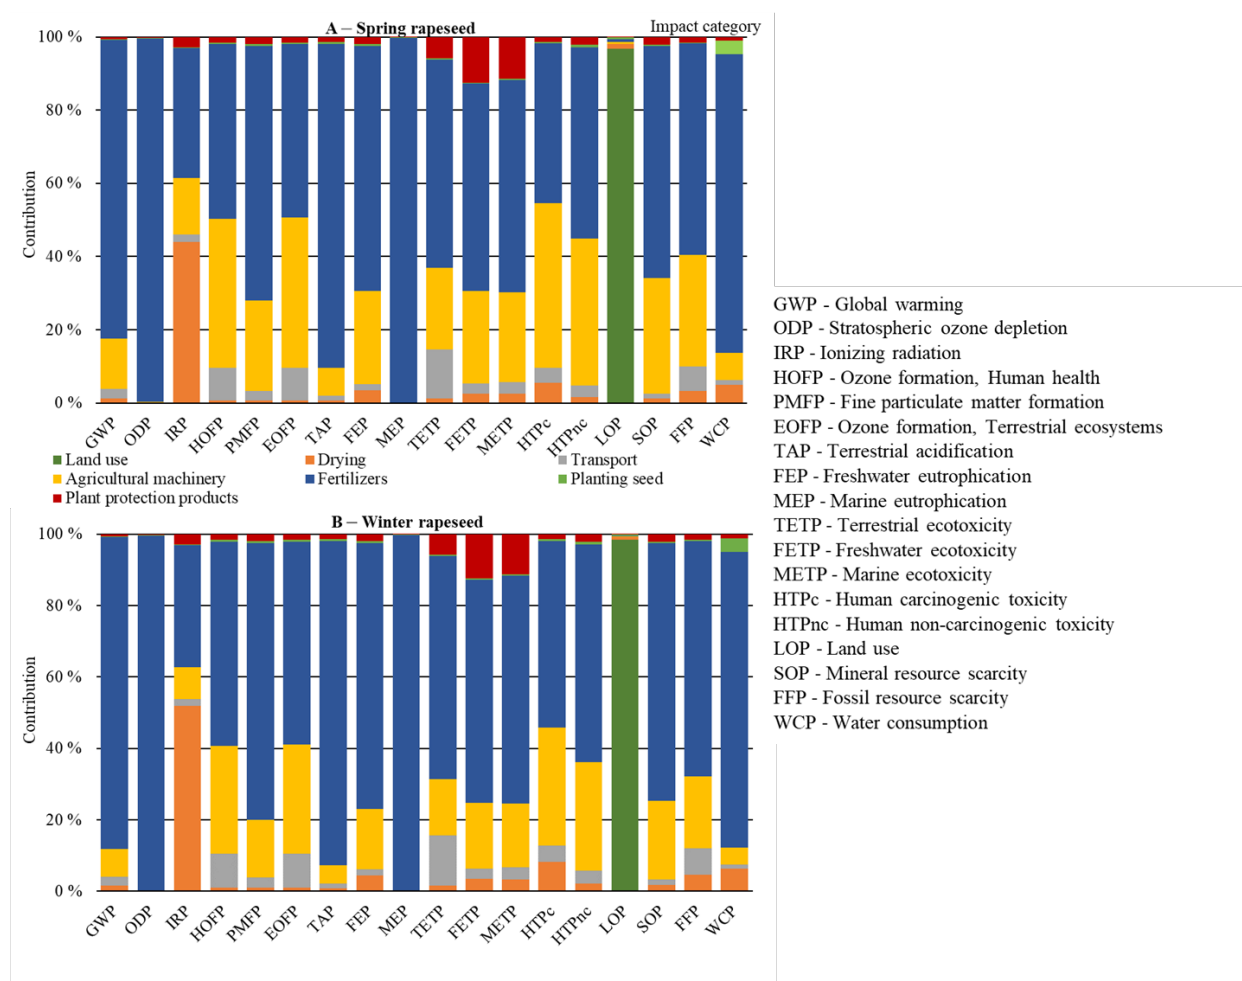 A – Spring rapeseed
Impact category
100 %
80 %
60 %
40 %
20 %
0 %
Contribution
GWP
ODP
IRP
HOFP
PMFP
EOFP
TAP
FEP
MEP
TETP
FETP
METP
HTPc
HTPnc
LOP
SOP
FFP
WCP
Land use
Drying
Transport
Agricultural machinery
Fertilizers
Planting seed
Plant protection products
B – Winter rapeseed
100 %
80 %
60 %
40 %
20 %
0 %
Contribution
GWP
ODP
IRP
HOFP
PMFP
EOFP
TAP
FEP
MEP
TETP
FETP
METP
HTPc
HTPnc
LOP
SOP
FFP
WCP
GWP - Global warming
ODP - Stratospheric ozone depletion
IRP - Ionizing radiation
HOFP - Ozone formation, Human health
PMFP - Fine particulate matter formation
EOFP - Ozone formation, Terrestrial ecosystems
TAP - Terrestrial acidification
FEP - Freshwater eutrophication
MEP - Marine eutrophication
TETP - Terrestrial ecotoxicity
FETP - Freshwater ecotoxicity
METP - Marine ecotoxicity
HTPc - Human carcinogenic toxicity
HTPnc - Human non-carcinogenic toxicity
LOP - Land use
SOP - Mineral resource scarcity
FFP - Fossil resource scarcity
WCP - Water consumption